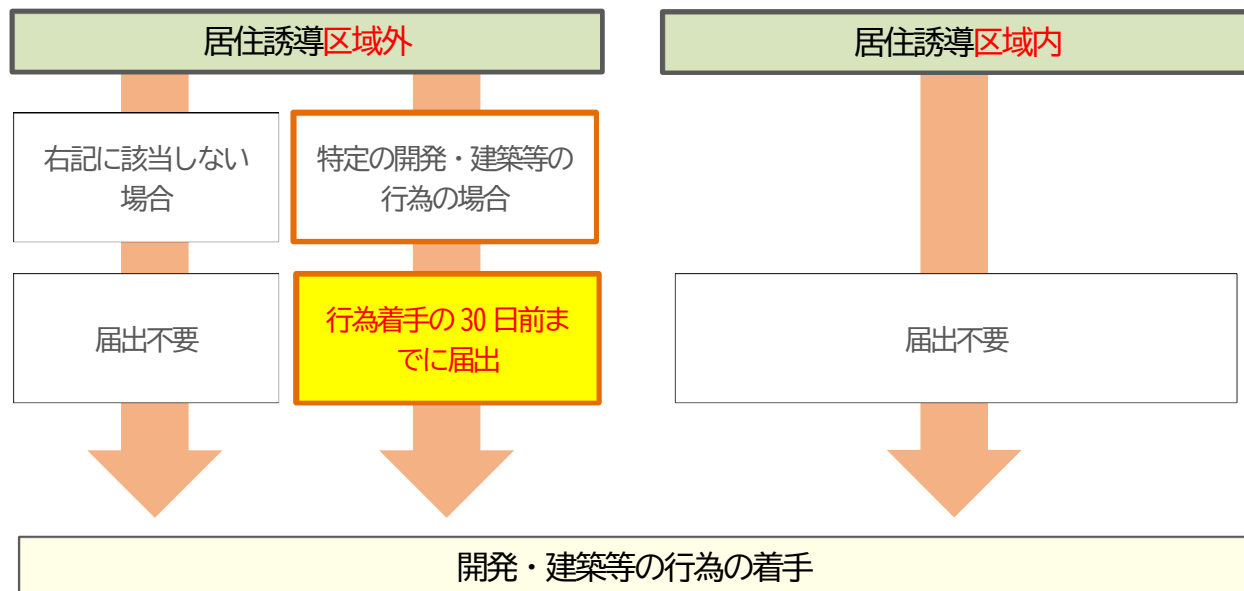 居住誘導区域外
居住誘導区域内
右記に該当しない
場合
特定の開発・建築等の
行為の場合
届出不要
行為着手の 30 日前ま
でに届出
届出不要
開発・建築等の行為の着手